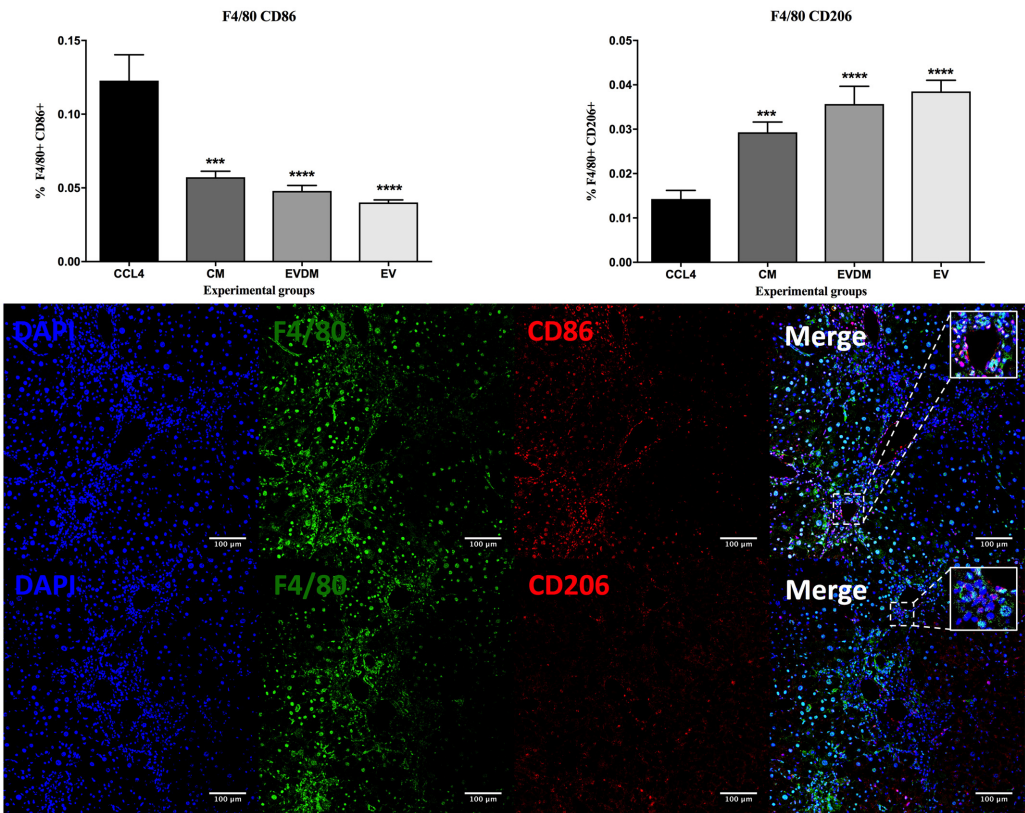 F4/80 CD86
0.15
0.10
0.05
0.00
% F4/80+ CD86+
***
****
****
CCL4 CM EVDM EV
Experimental groups
F4/80 CD206
0.05
0.04
0.03
0.02
0.01
0.00
% F4/80+ CD206+
***
****
****
CCL4 CM EVDM EV
Experimental groups
DAPI F4/80 CD86 Merge
100 μm 100 μm 100 μm 100 μm
DAPI F4/80 CD206 Merge
100 μm 100 μm 100 μm 100 μm